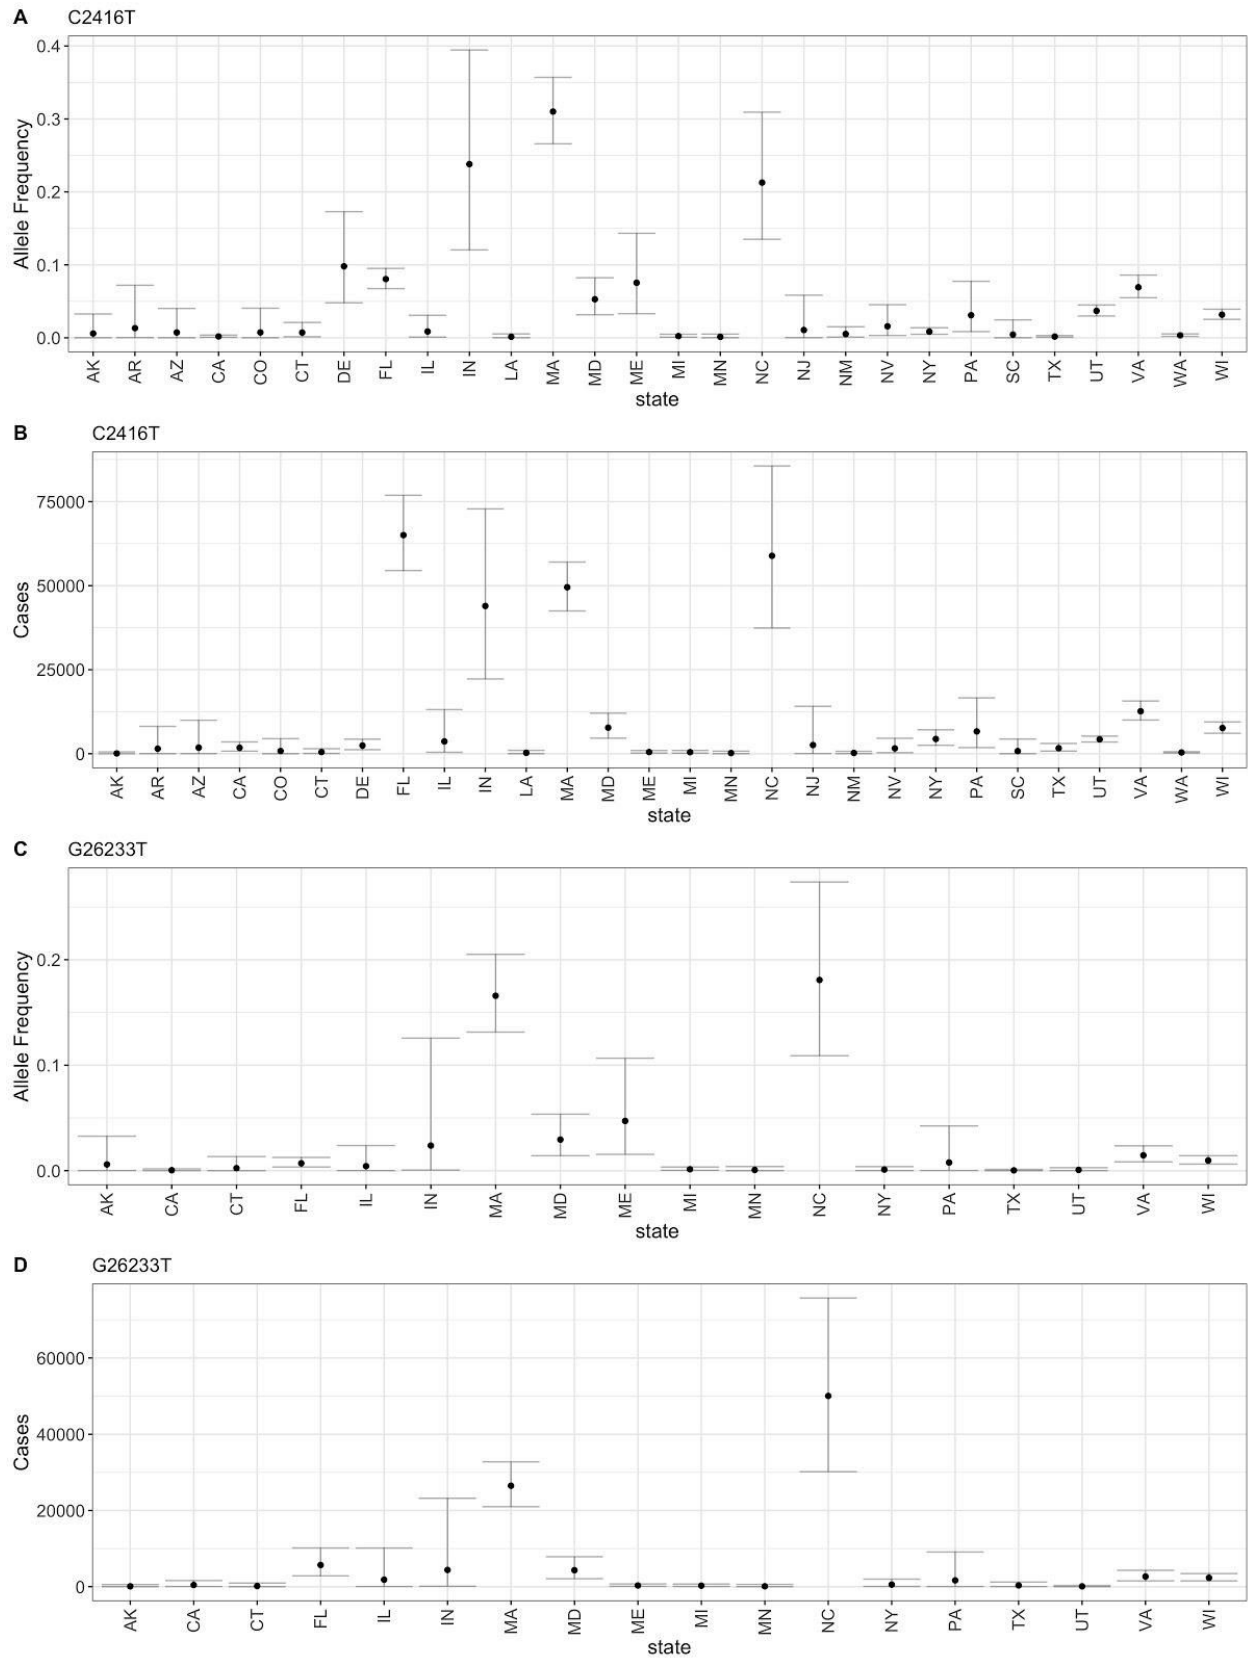 A C2416T
0.4
0.3
0.2
0.1
0.0
Allele Frequency
AK AR AZ CA CO CT DE FL IL IN LA MA MD ME MI MN NC NJ NM NV NY PA SC TX UT VA WA WI
state
B C2416T
75000
50000
25000
0
Cases
AK AR AZ CA CO CT DE FL IL IN LA MA MD ME MI MN NC NJ NM NV NY PA SC TX UT VA WA WI
state
C G26233T
0.2
0.1
0.0
Allele Frequency
AK CA CT FL IL IN MA MD ME MI MN NC NY PA TX UT VA WI
state
D G26233T
60000
40000
20000
0
Cases
AK CA CT FL IL IN MA MD ME MI MN NC NY PA TX UT VA WI
state